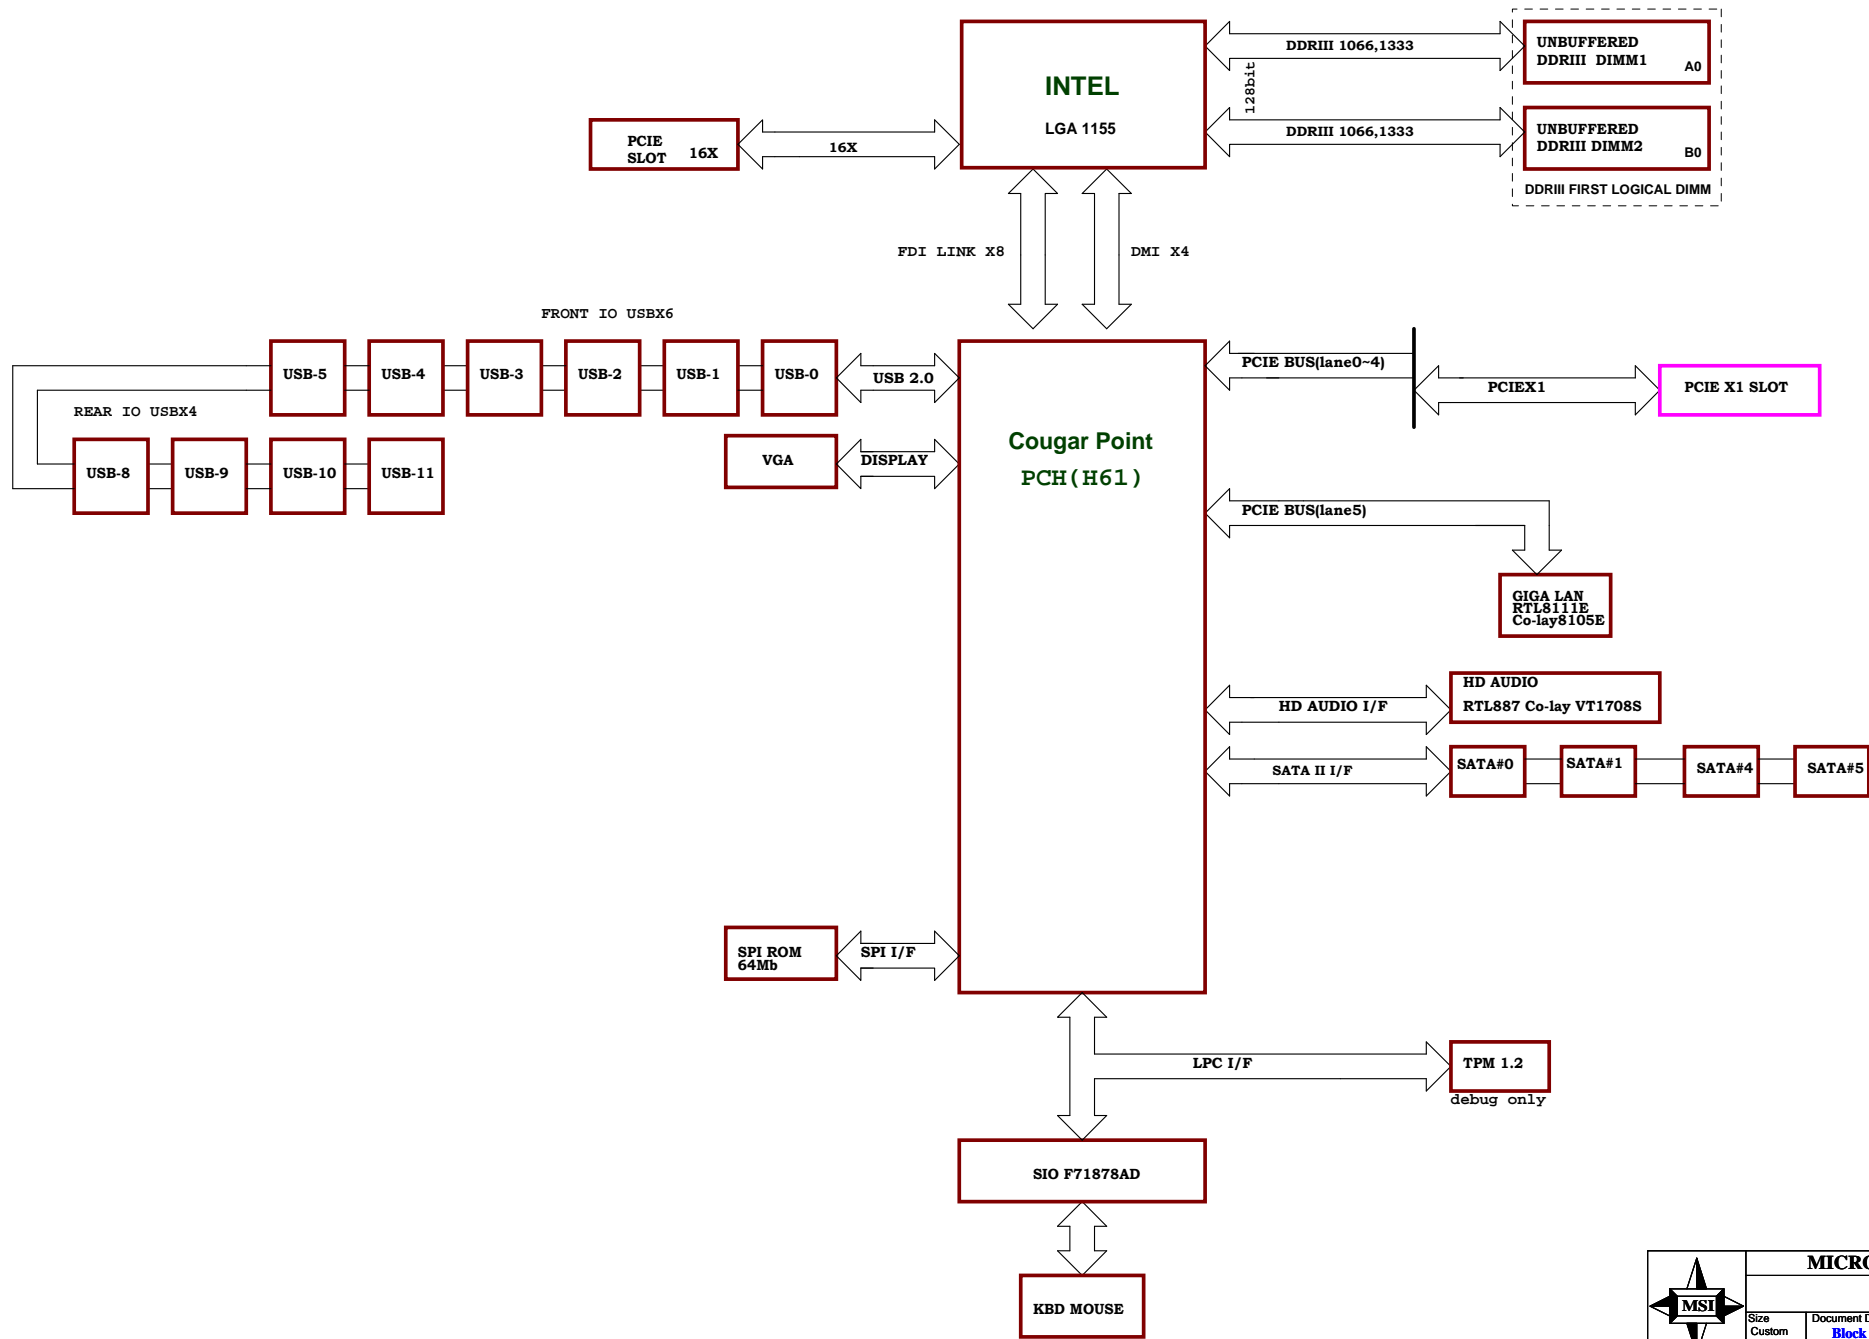 INTEL
LGA 1155
DDRIII 1066,1333
128bit
DDRIII 1066,1333
UNBUFFERED
DDRIII DIMM1
A0
UNBUFFERED
DDRIII DIMM2
B0
DDRIII FIRST LOGICAL DIMM
PCIE
SLOT 16X
16X
FDI LINK X8
DMI X4
FRONT IO USBX6
USB-5
USB-4
USB-3
USB-2
USB-1
USB-0
USB 2.0
REAR IO USBX4
USB-8
USB-9
USB-10
USB-11
VGA
DISPLAY
Cougar Point
PCH(H61)
PCIE BUS(lane0~4)
PCIEX1
PCIE X1 SLOT
PCIE BUS(lane5)
GIGA LAN
RTL8111E
Co-lay8105E
HD AUDIO I/F
HD AUDIO
RTL887 Co-lay VT1708S
SATA II I/F
SATA#0
SATA#1
SATA#4
SATA#5
SPI ROM
64Mb
SPI I/F
LPC I/F
TPM 1.2
debug only
SIO F71878AD
KBD MOUSE
MSI
MICRO
Size
Custom
Document D
Block